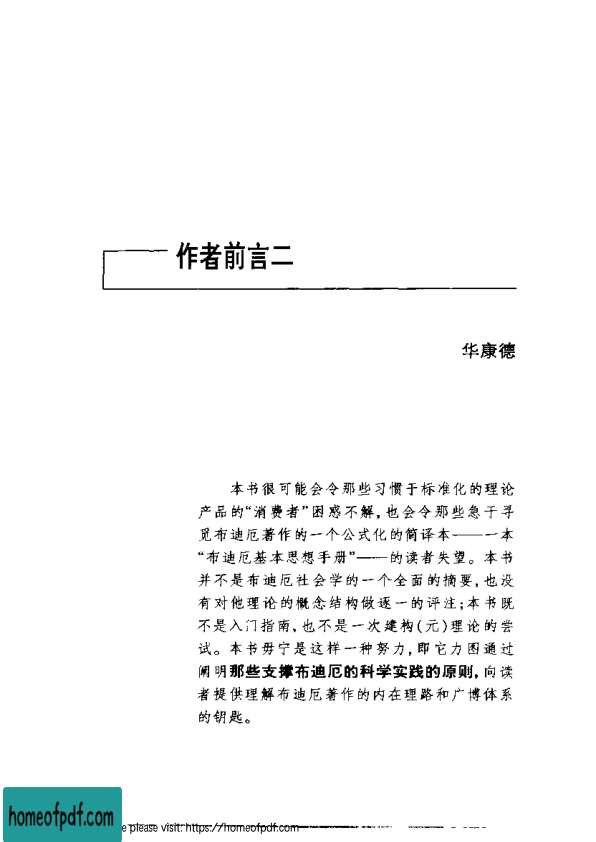 作者前言二
华康德
本书很可能会令那些习惯于标准化的理论
产品的“消费者”困惑不解,也会令那些急于寻
觅布迪厄著作的一个公式化的简译本——一本
“布迪厄基本思想手册”——的读者失望。本书
并不是布迪厄社会学的一个全面的摘要,也没
有对他理论的概念结构做逐一的评注;本书既
不是入门指南,也不是一次建构(元)理论的尝
试。本书毋宁是这样一种努力,即它力图通过
阐明那些支撑布迪厄的科学实践的原则,向读
者提供理解布迪厄著作的内在理路和广博体系
的钥匙。
homeofpdf.com
e please visit: https://homeofpdf.com